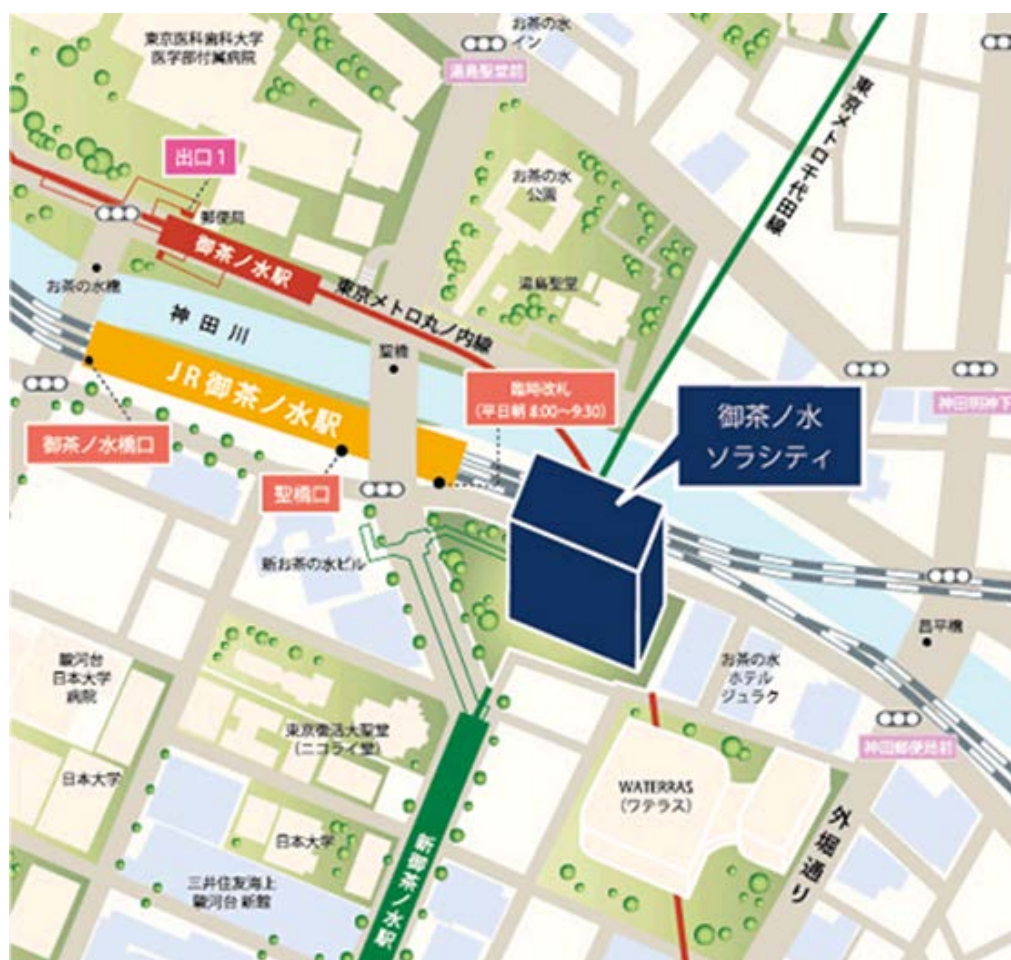 東京医科歯科大学
医学部付属病院
お茶の水
イン
湯島聖堂前
出口1
郵便局
御茶ノ水駅
お茶の水橋
お茶の水
公園
湯島聖堂
東京メトロ千代田線
東京メトロ丸ノ内線
神田川
聖橋
JR御茶ノ水駅
臨時改札
(平日朝 8:00~9:30)
御茶ノ水
ソラシティ
神田明神下
御茶ノ水橋口
聖橋口
新お茶の水ビル
昌平橋
駿河台
日本大学
病院
お茶の水
ホテル
ジュラク
東京復活大聖堂
(ニコライ堂)
神田郵便局前
日本大学
WATERRAS
(ワテラス)
日本大学
外堀通り
三井住友海上
駿河台 新館
新御茶ノ水駅